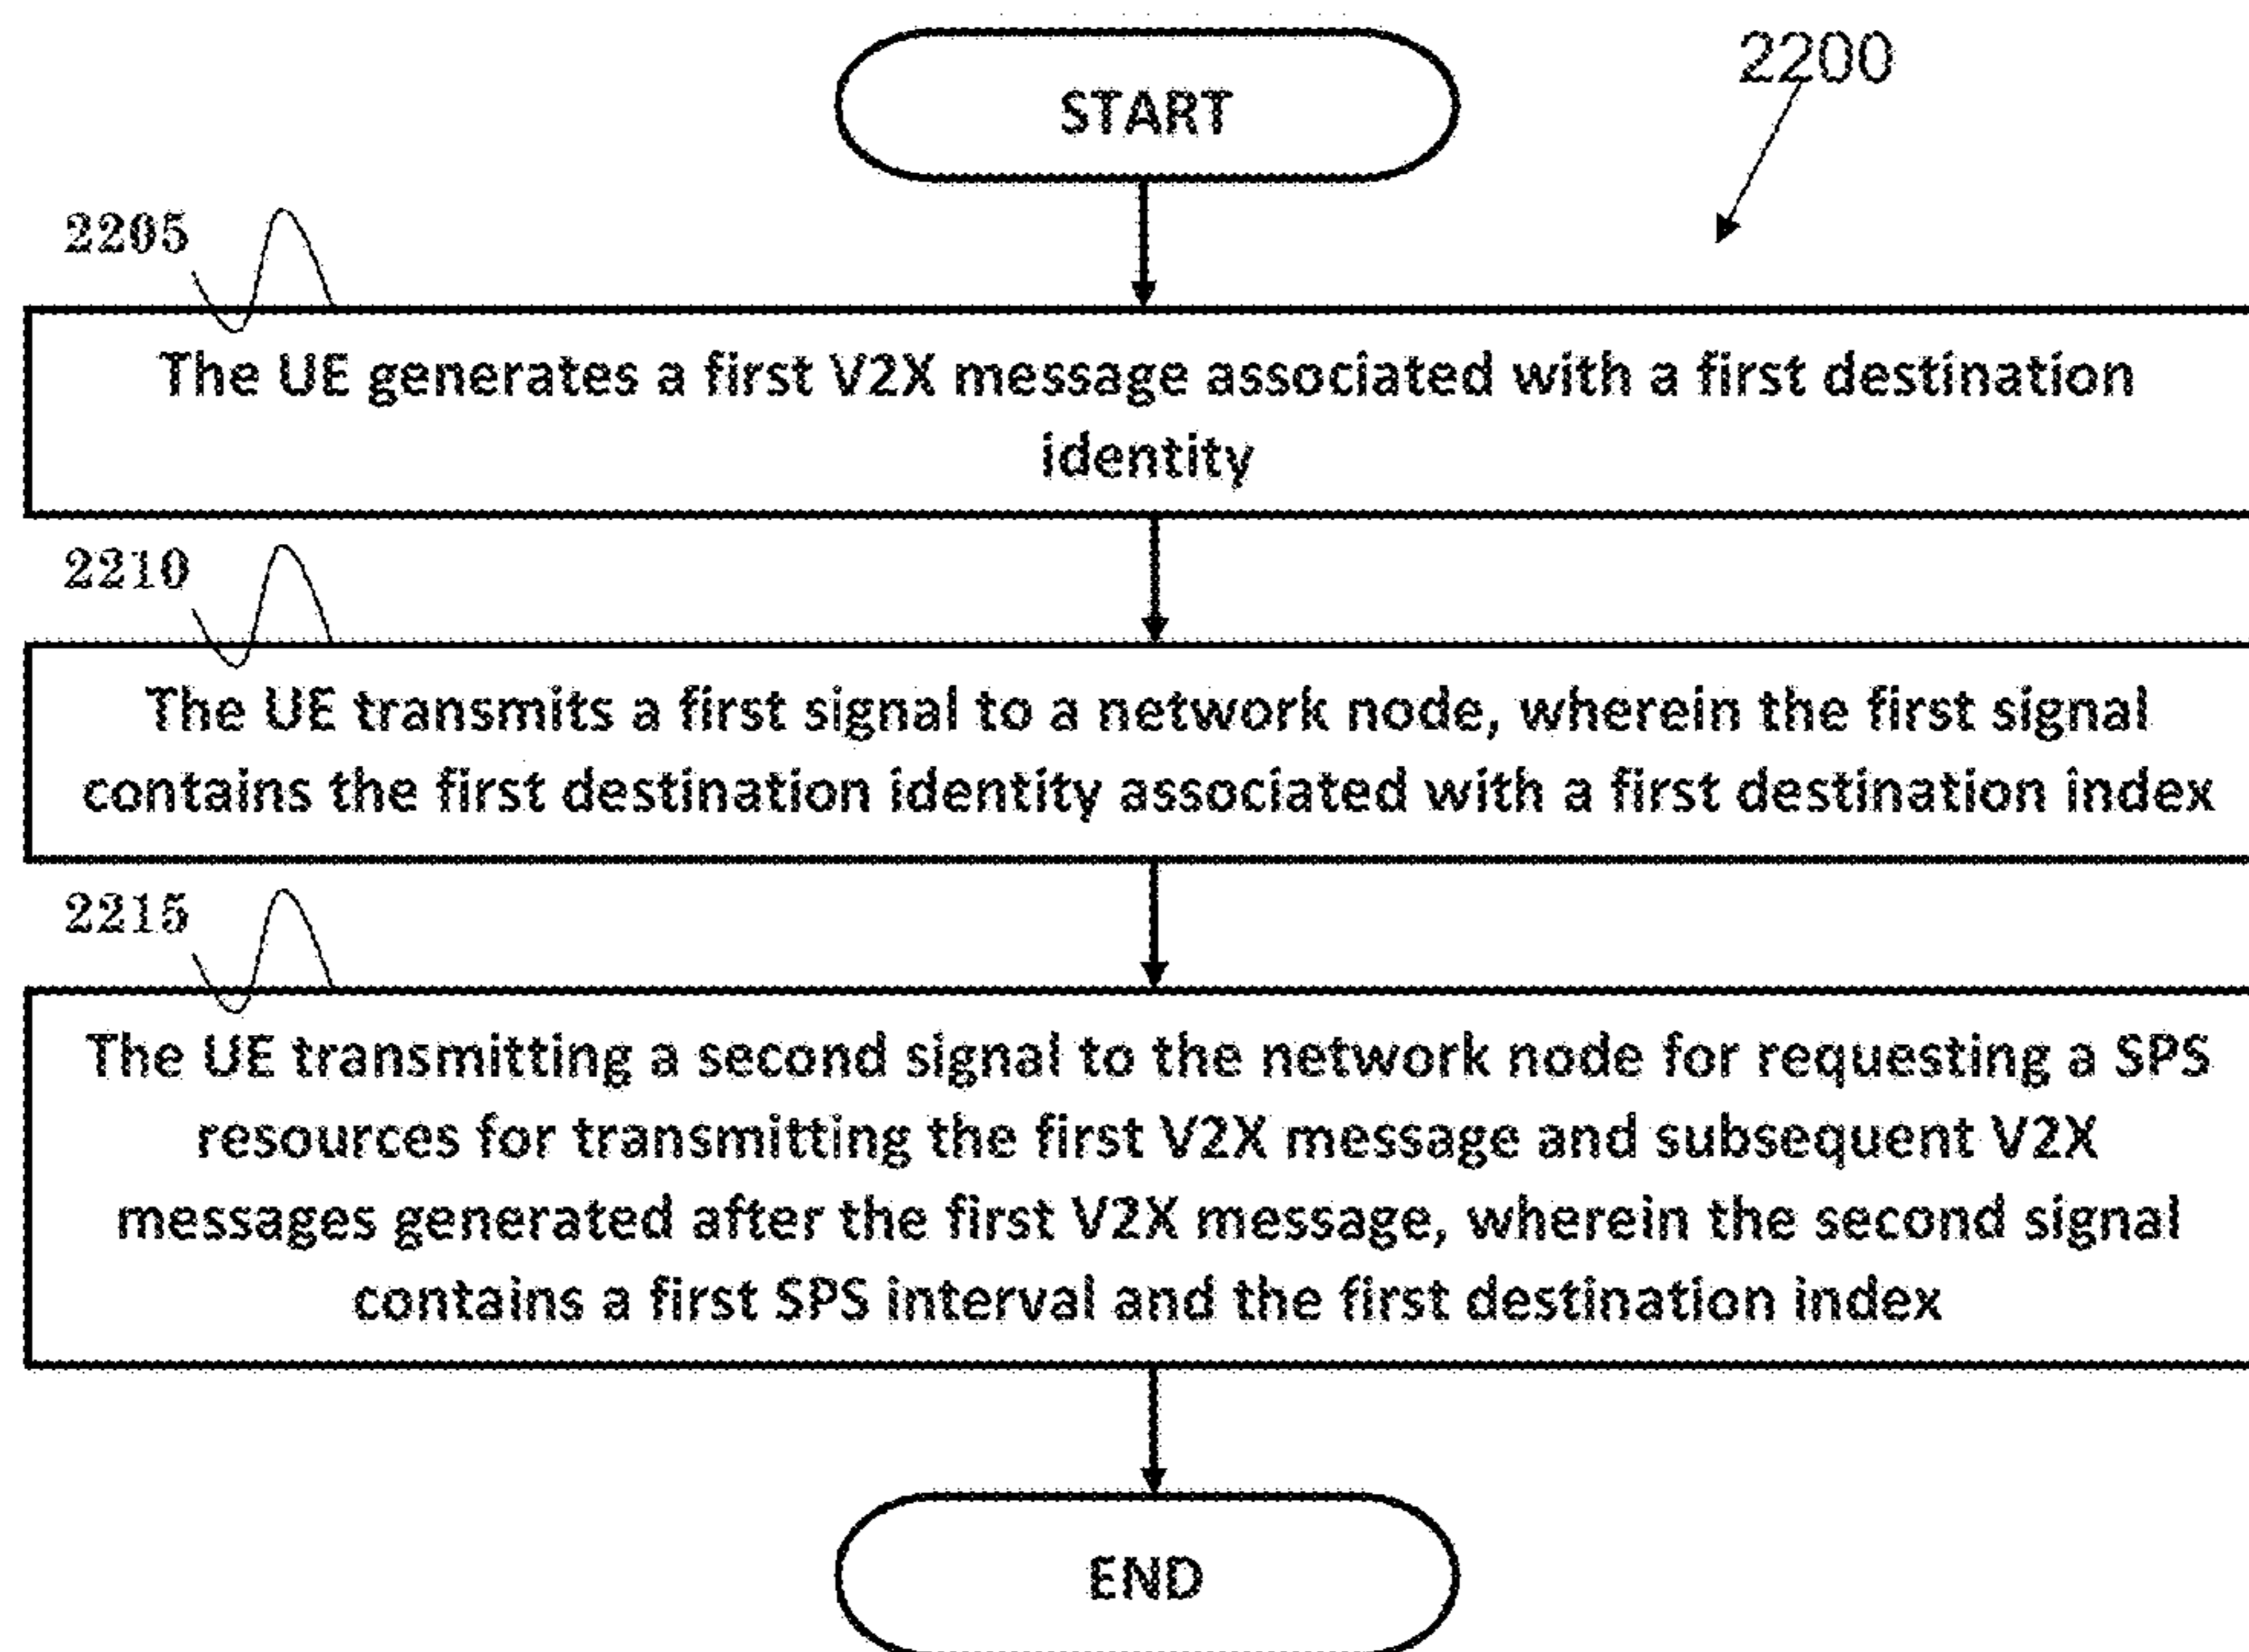 START
2200
2205
The UE generates a first V2X message associated with a first destination
identity
2210
The UE transmits a first signal to a network node, wherein the first signal
contains the first destination identity associated with a first destination index
2215
The UE transmitting a second signal to the network node for requesting a SPS
resources for transmitting the first V2X message and subsequent V2X
messages generated after the first V2X message, wherein the second signal
contains a first SPS interval and the first destination index
END